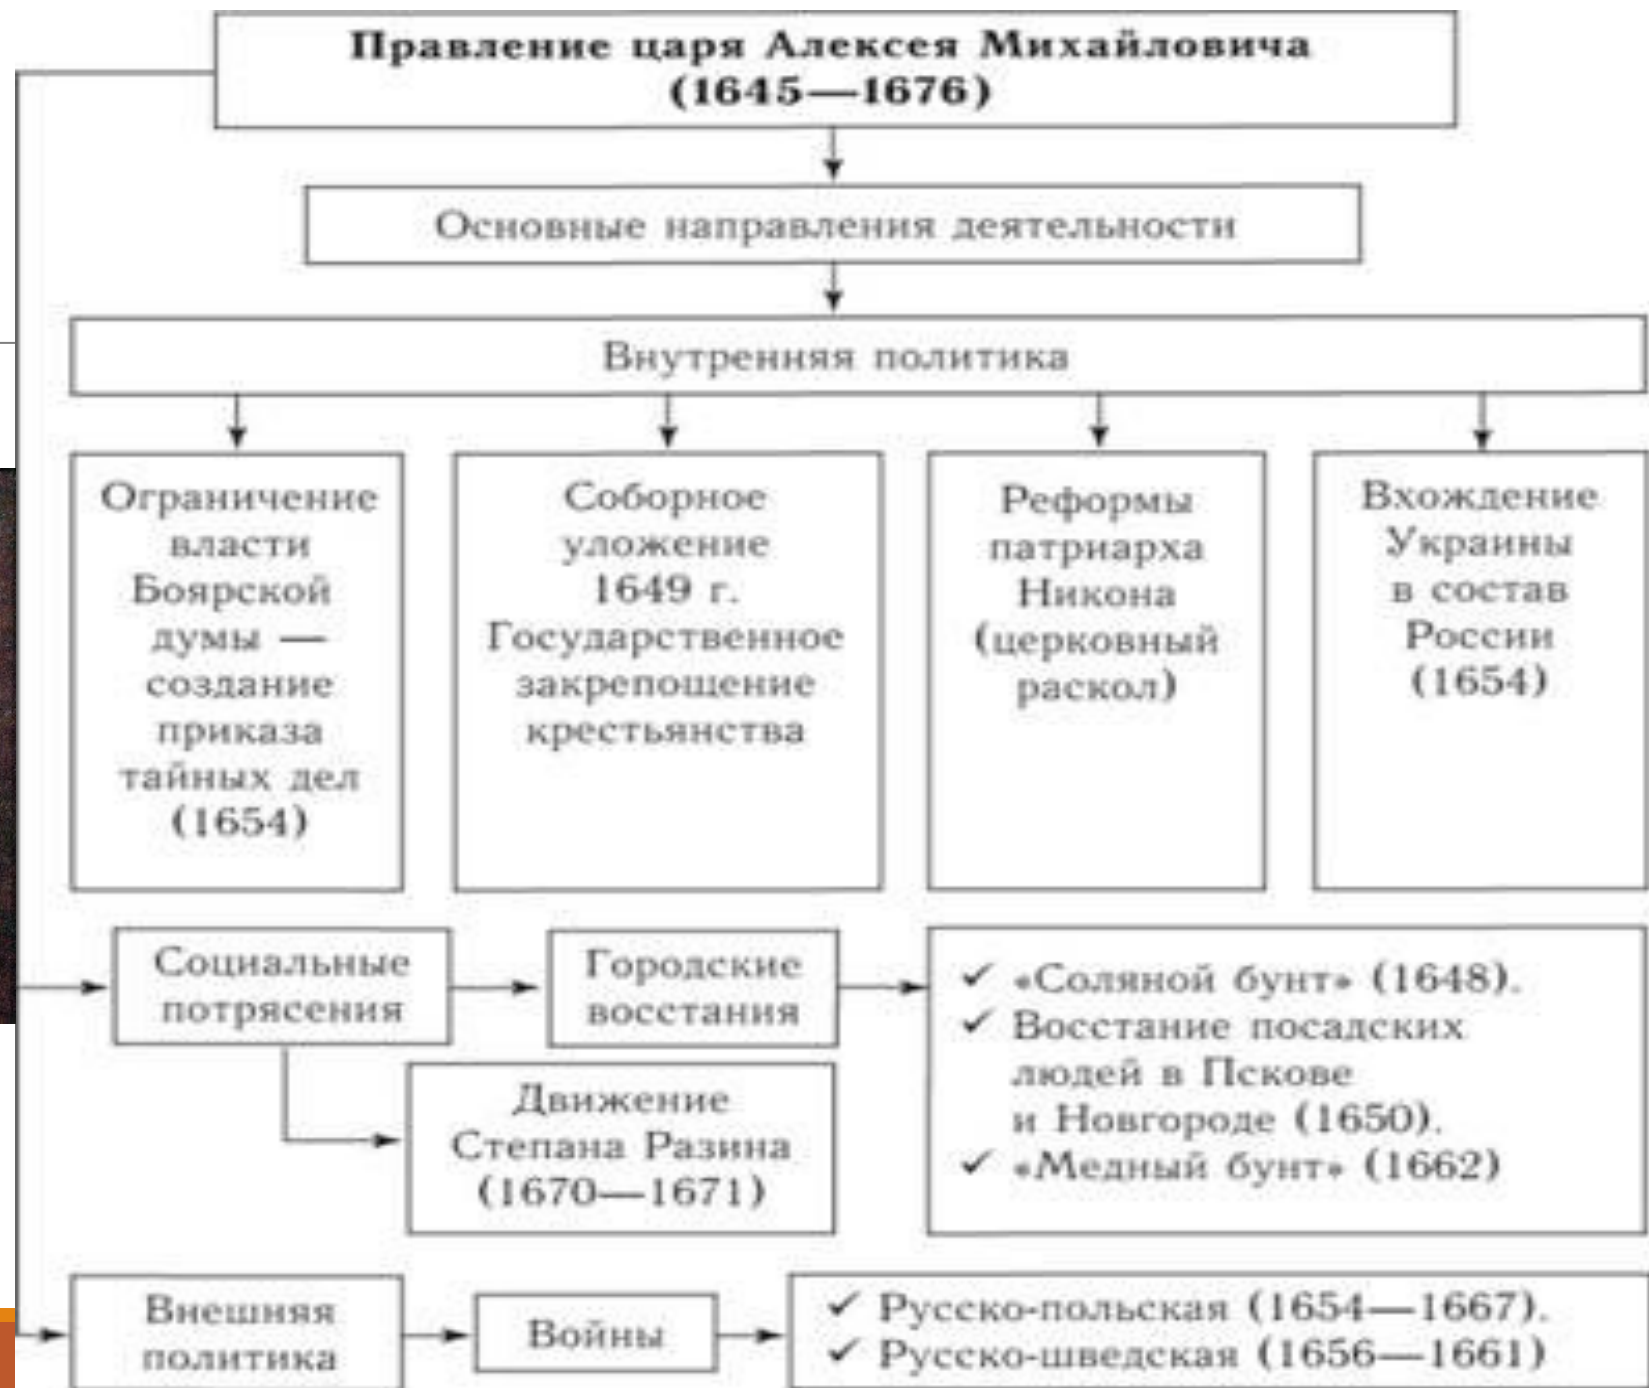 Правление царя Алексея Михайловича
(1645—1676)
Основные направления деятельности
Внутренняя политика
Ограничение
власти
Боярской
думы —
создание
приказа
тайных дел
(1654)
Соборное
уложение
1649 г.
Государственное
закрепощение
крестьянства
Реформы
патриарха
Никона
(церковный
раскол)
Вхождение
Украины
в состав
России
(1654)
Социальные
потрясения
Городские
восстания
✓ «Соляной бунт» (1648).
✓ Восстание посадских
людей в Пскове
и Новгороде (1650).
✓ «Медный бунт» (1662)
Движение
Степана Разина
(1670—1671)
Внешняя
политика
Войны
✓ Русско-польская (1654—1667).
✓ Русско-шведская (1656—1661)